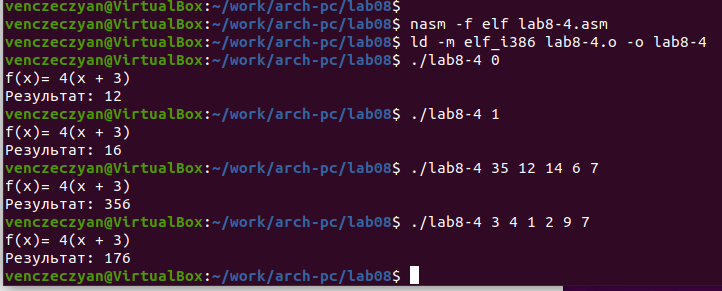 venczeczyan@VirtualBox:~/work/arch-pc/lab08$
venczeczyan@VirtualBox:~/work/arch-pc/lab08$ nasm -f elf lab8-4.asm
venczeczyan@VirtualBox:~/work/arch-pc/lab08$ ld -m elf_i386 lab8-4.o -o lab8-4
venczeczyan@VirtualBox:~/work/arch-pc/lab08$ ./lab8-4 0
f(x)= 4(x + 3)
Результат: 12
venczeczyan@VirtualBox:~/work/arch-pc/lab08$ ./lab8-4 1
f(x)= 4(x + 3)
Результат: 16
venczeczyan@VirtualBox:~/work/arch-pc/lab08$ ./lab8-4 35 12 14 6 7
f(x)= 4(x + 3)
Результат: 356
venczeczyan@VirtualBox:~/work/arch-pc/lab08$ ./lab8-4 3 4 1 2 9 7
f(x)= 4(x + 3)
Результат: 176
venczeczyan@VirtualBox:~/work/arch-pc/lab08$